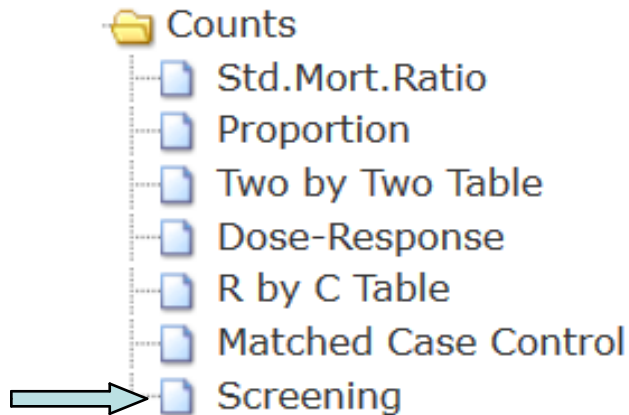 Counts
Std.Mort.Ratio
Proportion
Two by Two Table
Dose-Response
R by C Table
Matched Case Control
Screening